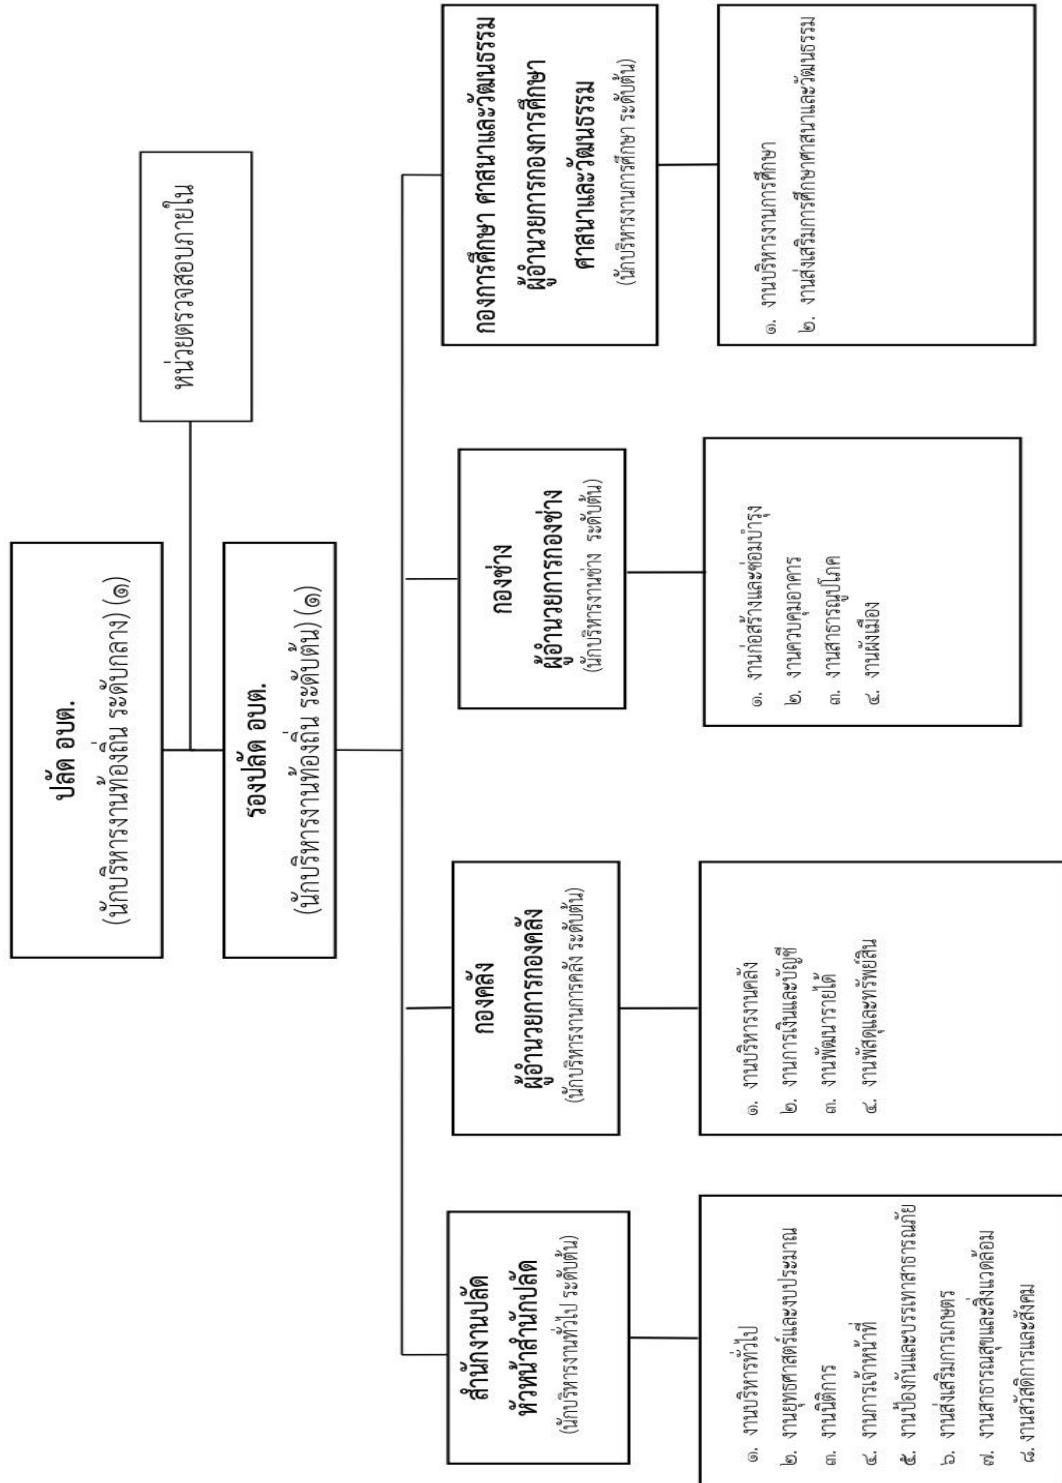 ปลัด อบต.
(นักบริหารงานท้องถิ่น ระดับกลาง) (๑)
หน่วยตรวจสอบภายใน
รองปลัด อบต.
(นักบริหารงานท้องถิ่น ระดับต้น) (๑)
สำนักงานปลัด
หัวหน้าสำนักปลัด
(นักบริหารงานทั่วไป ระดับต้น)
๑. งานบริหารทั่วไป
๒. งานยุทธศาสตร์และงบประมาณ
๓. งานนิติการ
๔. งานการเจ้าหน้าที่
๕. งานป้องกันและบรรเทาสาธารณภัย
๖. งานส่งเสริมการเกษตร
๗. งานสาธารณสุขและสิ่งแวดล้อม
๘. งานสวัสดิการและสังคม
กองคลัง
ผู้อำนวยการกองคลัง
(นักบริหารงานการคลัง ระดับต้น)
๑. งานบริหารงานคลัง
๒. งานการเงินและบัญชี
๓. งานพัฒนารายได้
๔. งานพัสดุและทรัพย์สิน
กองช่าง
ผู้อำนวยการกองช่าง
(นักบริหารงานช่าง ระดับต้น)
๑. งานก่อสร้างและซ่อมบำรุง
๒. งานควบคุมอาคาร
๓. งานสาธารณูปโภค
๔. งานผังเมือง
กองการศึกษา ศาสนาและวัฒนธรรม
ผู้อำนวยการกองการศึกษา
ศาสนาและวัฒนธรรม
(นักบริหารงานการศึกษา ระดับต้น)
๑. งานบริหารงานการศึกษา
๒. งานส่งเสริมการศึกษาศาสนาและวัฒนธรรม